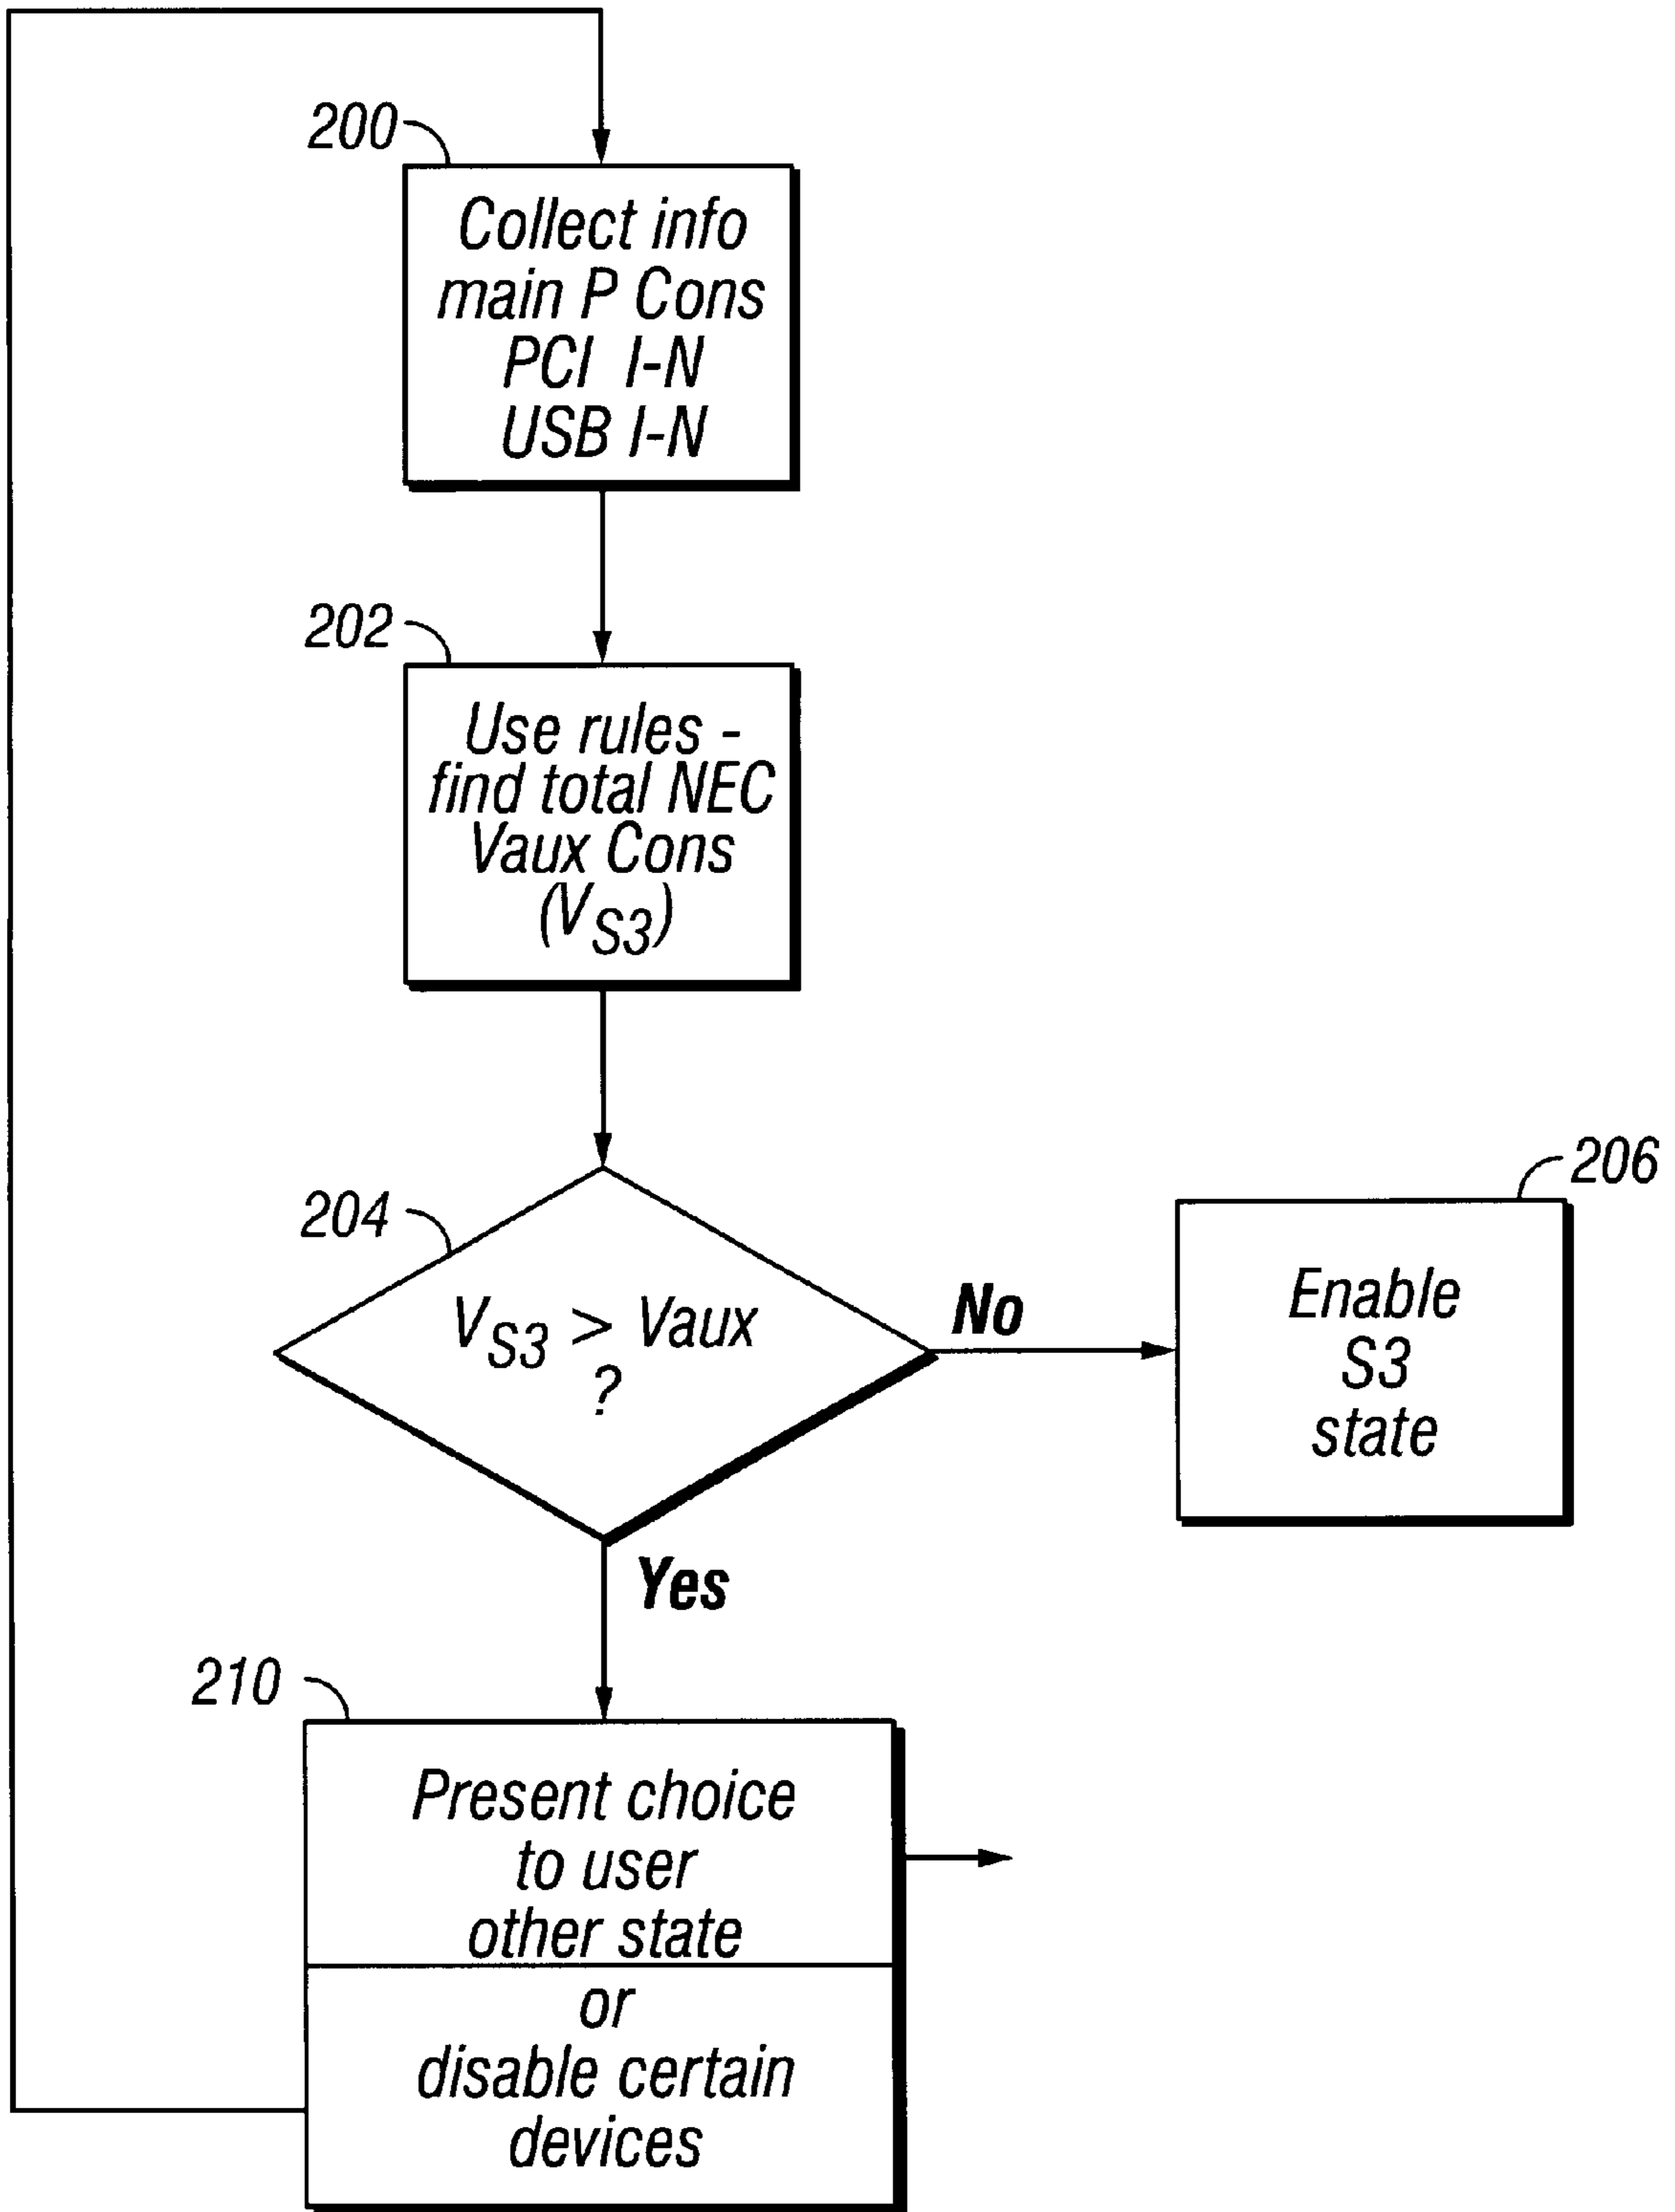 200
Collect info
main P Cons
PCI I-N
USB I-N
202
Use rules -
find total NEC
Vaux Cons
(VS3)
204
VS3 > Vaux
?
No
206
Enable
S3
state
Yes
210
Present choice
to user
other state
or
disable certain
devices